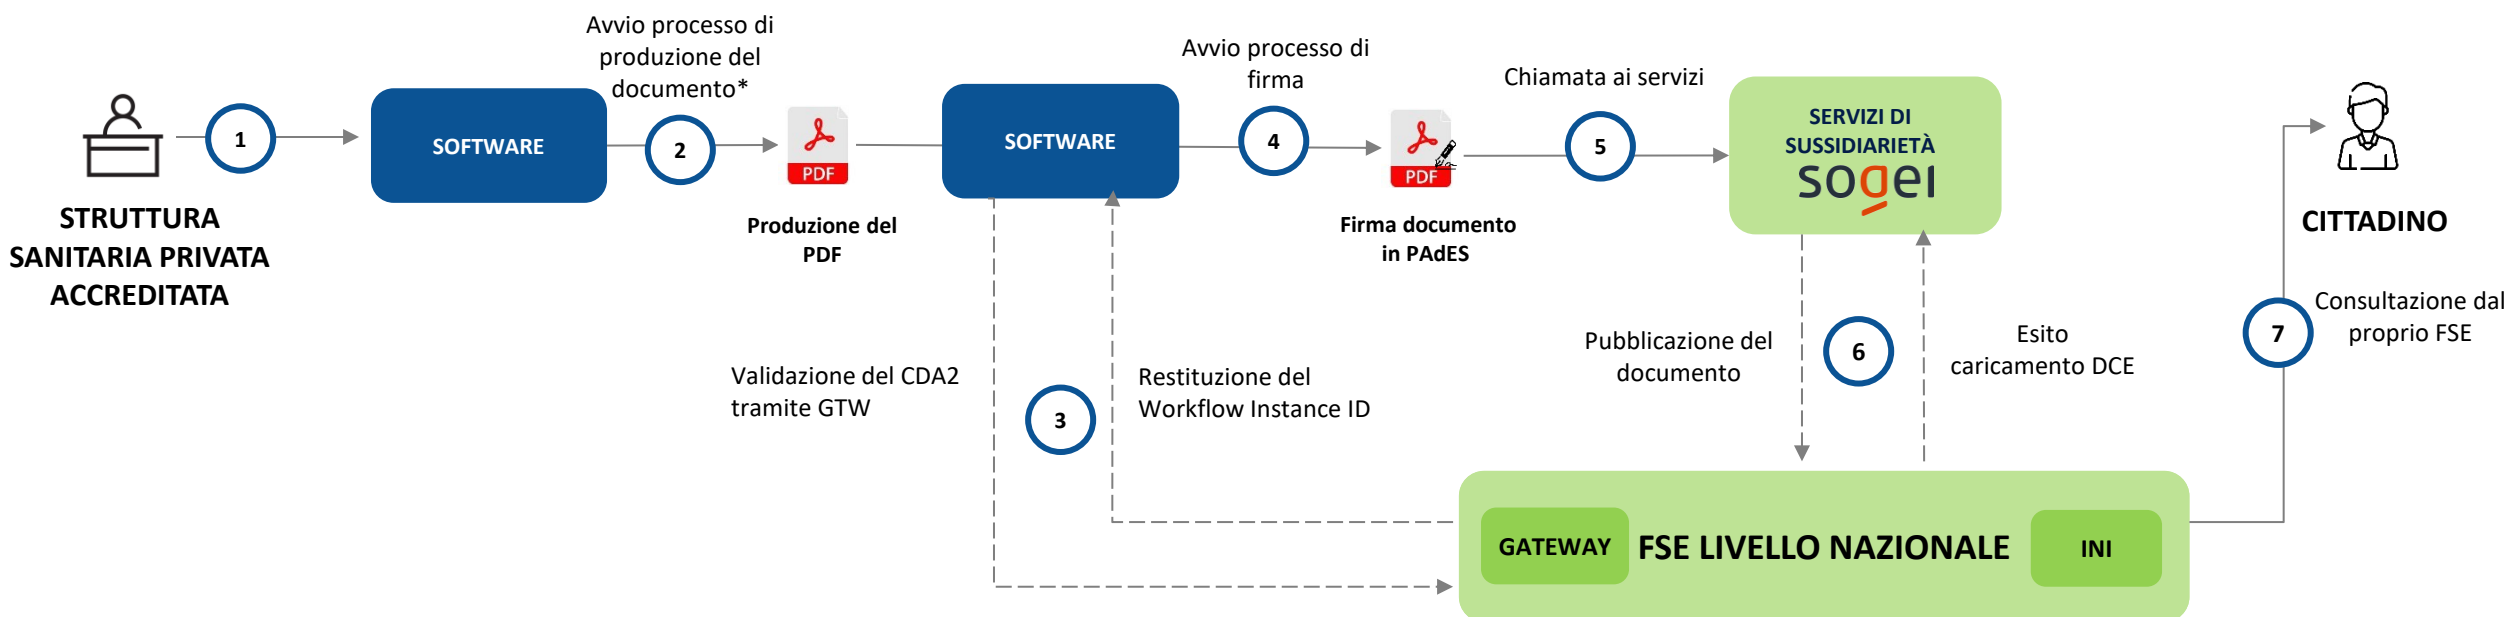 STRUTTURA
SANITARIA PRIVATA
ACCREDITATA
1
SOFTWARE
Avvio processo di
produzione del
documento*
2
PDF
Produzione del
PDF
SOFTWARE
Validazione del CDA2
tramite GTW
3
Restituzione del
Workflow Instance ID
Avvio processo di
firma
4
PDF
Firma documento
in PAdES
Chiamata ai servizi
5
SERVIZI DI
SUSSIDIARIETÀ
sogei
Pubblicazione del
documento
6
Esito
caricamento DCE
GATEWAY
FSE LIVELLO NAZIONALE
INI
CITTADINO
7
Consultazione dal
proprio FSE